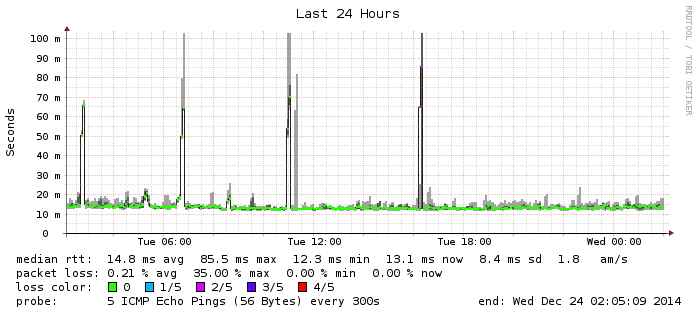 Last 24 Hours
RRDTOOL / TOBI OETIKER
Seconds
100 m
90 m
80 m
70 m
60 m
50 m
40 m
30 m
20 m
10 m
0
Tue 06:00 Tue 12:00 Tue 18:00 Wed 00:00
median rtt: 14.8 ms avg 85.5 ms max 12.3 ms min 13.1 ms now 8.4 ms sd 1.8 am/s
packet loss: 0.21 % avg 35.00 % max 0.00 % min 0.00 % now
loss color: 0 1/5 2/5 3/5 4/5
probe: 5 ICMP Echo Pings (56 Bytes) every 300s end: Wed Dec 24 02:05:09 2014